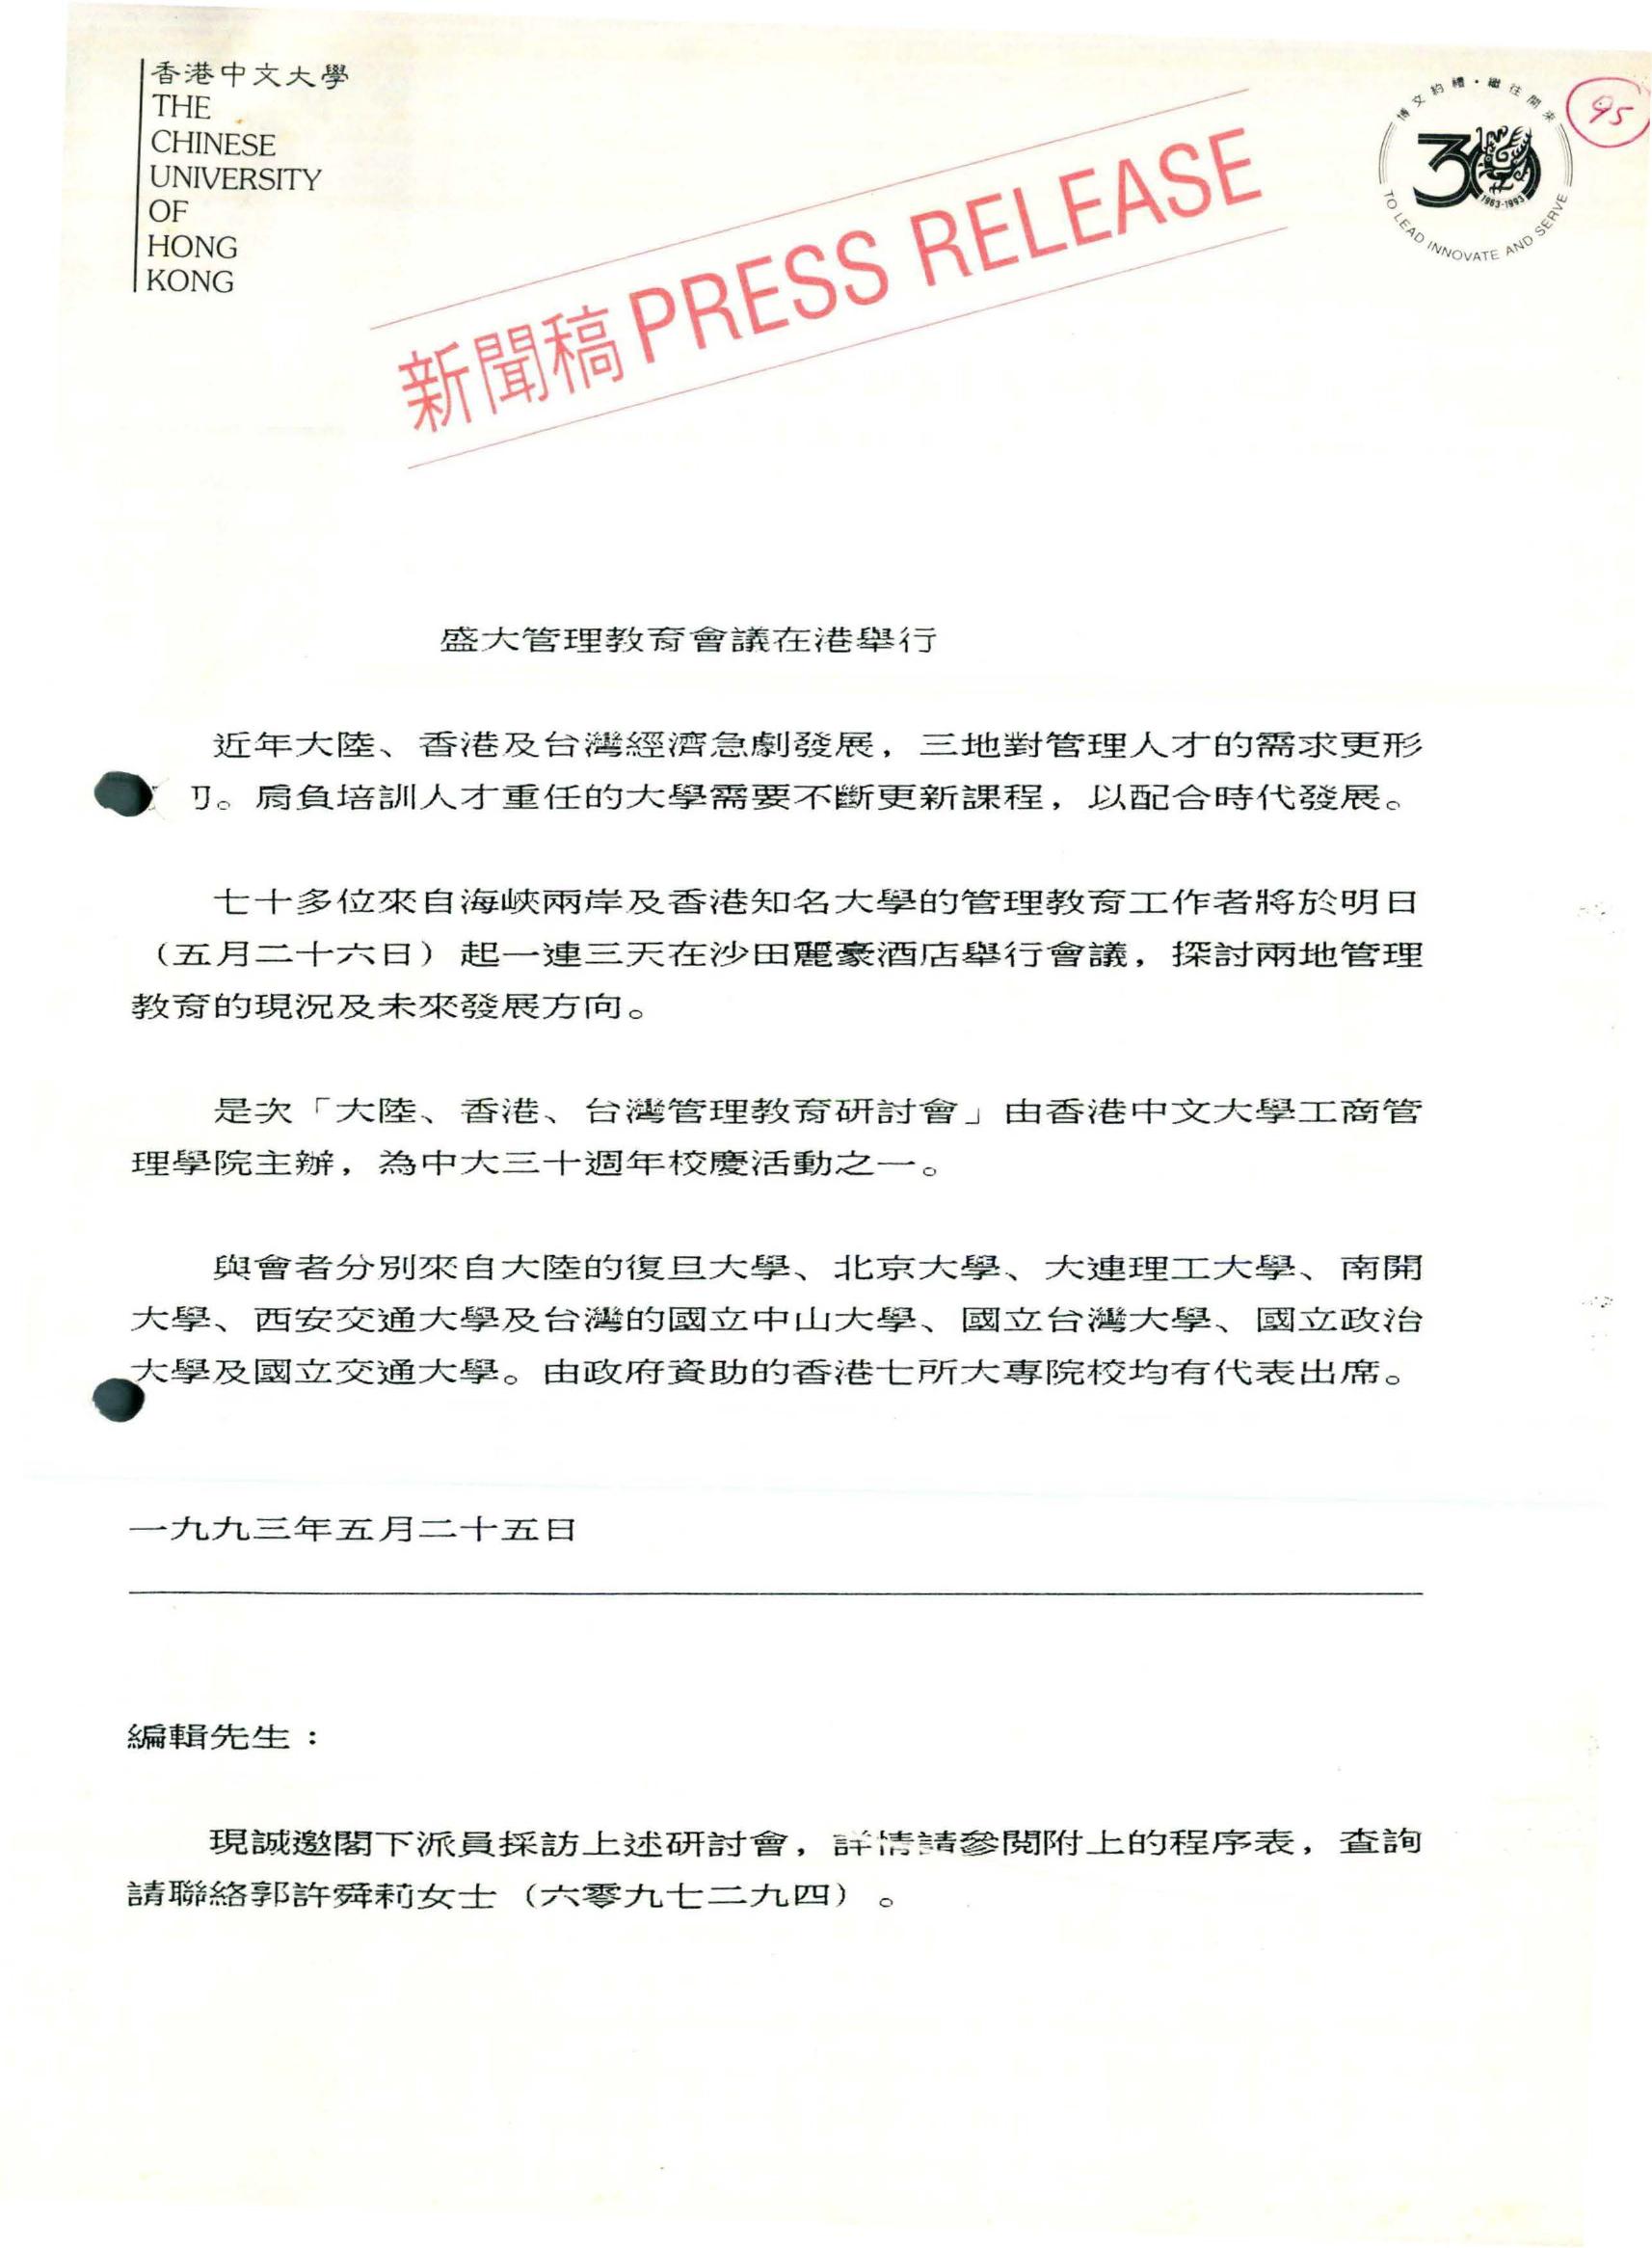 香港中文大學
THE
CHINESE
UNIVERSITY
OF
HONG
KONG
新聞稿 PRESS RELEASE
博文約禮·繼往開來
30
1963-1993
TO LEAD INNOVATE AND SERVE
95
盛大管理教育會議在港舉行
近年大陸、香港及台灣經濟急劇發展，三地對管理人才的需求更形
。肩負培訓人才重任的大學需要不斷更新課程，以配合時代發展。
七十多位來自海峽兩岸及香港知名大學的管理教育工作者將於明日
（五月二十六日）起一連三天在沙田麗豪酒店舉行會議，探討兩地管理
教育的現況及未來發展方向。
是次「大陸、香港、台灣管理教育研討會」由香港中文大學工商管
理學院主辦，為中大三十週年校慶活動之一。
與會者分別來自大陸的復旦大學、北京大學、大連理工大學、南開
大學、西安交通大學及台灣的國立中山大學、國立台灣大學、國立政治
大學及國立交通大學。由政府資助的香港七所大專院校均有代表出席。
一九九三年五月二十五日
編輯先生：
現誠邀閣下派員採訪上述研討會，詳情請參閱附上的程序表，查詢
請聯絡郭許舜莉女士（六零九七二九四）。